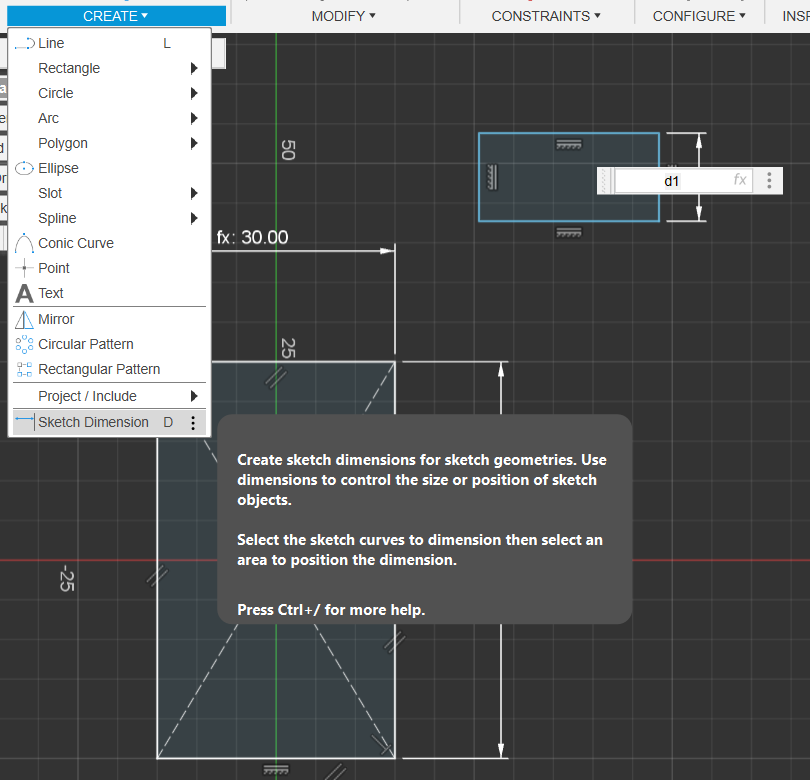 CREATE ▾
MODIFY ▾
CONSTRAINTS ▾
CONFIGURE ▾
INSP
Line L
Rectangle
Circle
Arc
Polygon
Ellipse
Slot
Spline
Conic Curve
Point
Text
Mirror
Circular Pattern
Rectangular Pattern
Project / Include
Sketch Dimension D
50
d1
fx
fx: 30.00
25
-25
Create sketch dimensions for sketch geometries. Use
dimensions to control the size or position of sketch
objects.
Select the sketch curves to dimension then select an
area to position the dimension.
Press Ctrl+/ for more help.